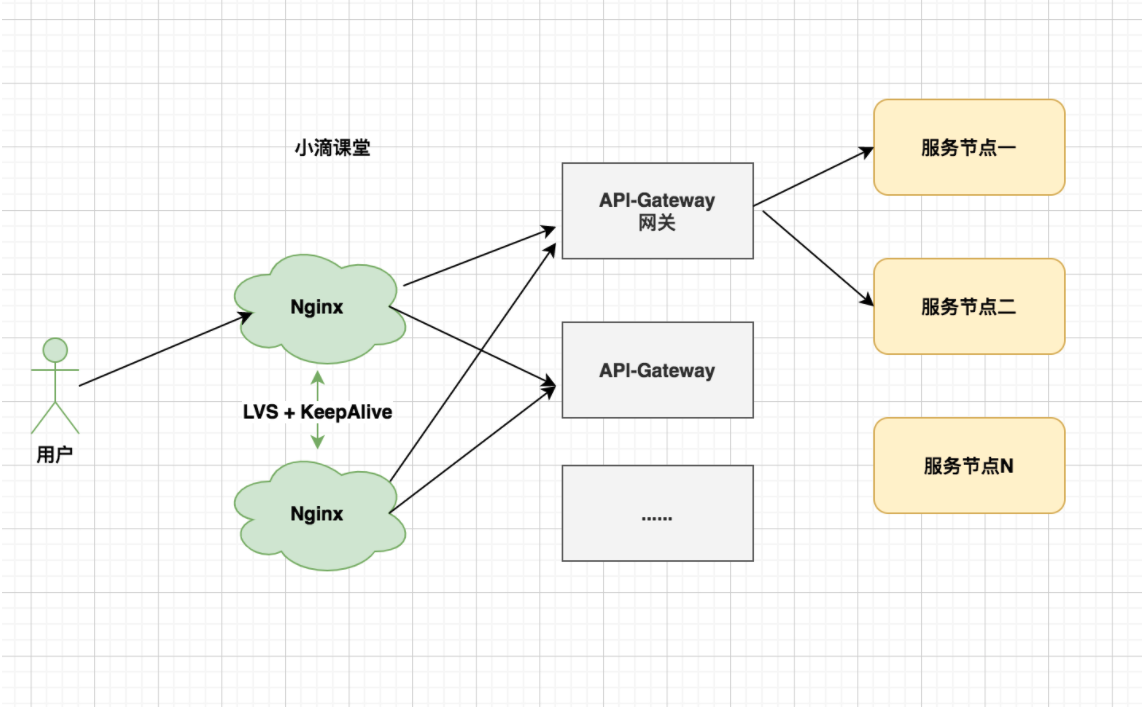 小滴课堂
用户
Nginx
LVS + KeepAlive
Nginx
API-Gateway
网关
API-Gateway
......
服务节点一
服务节点二
服务节点N